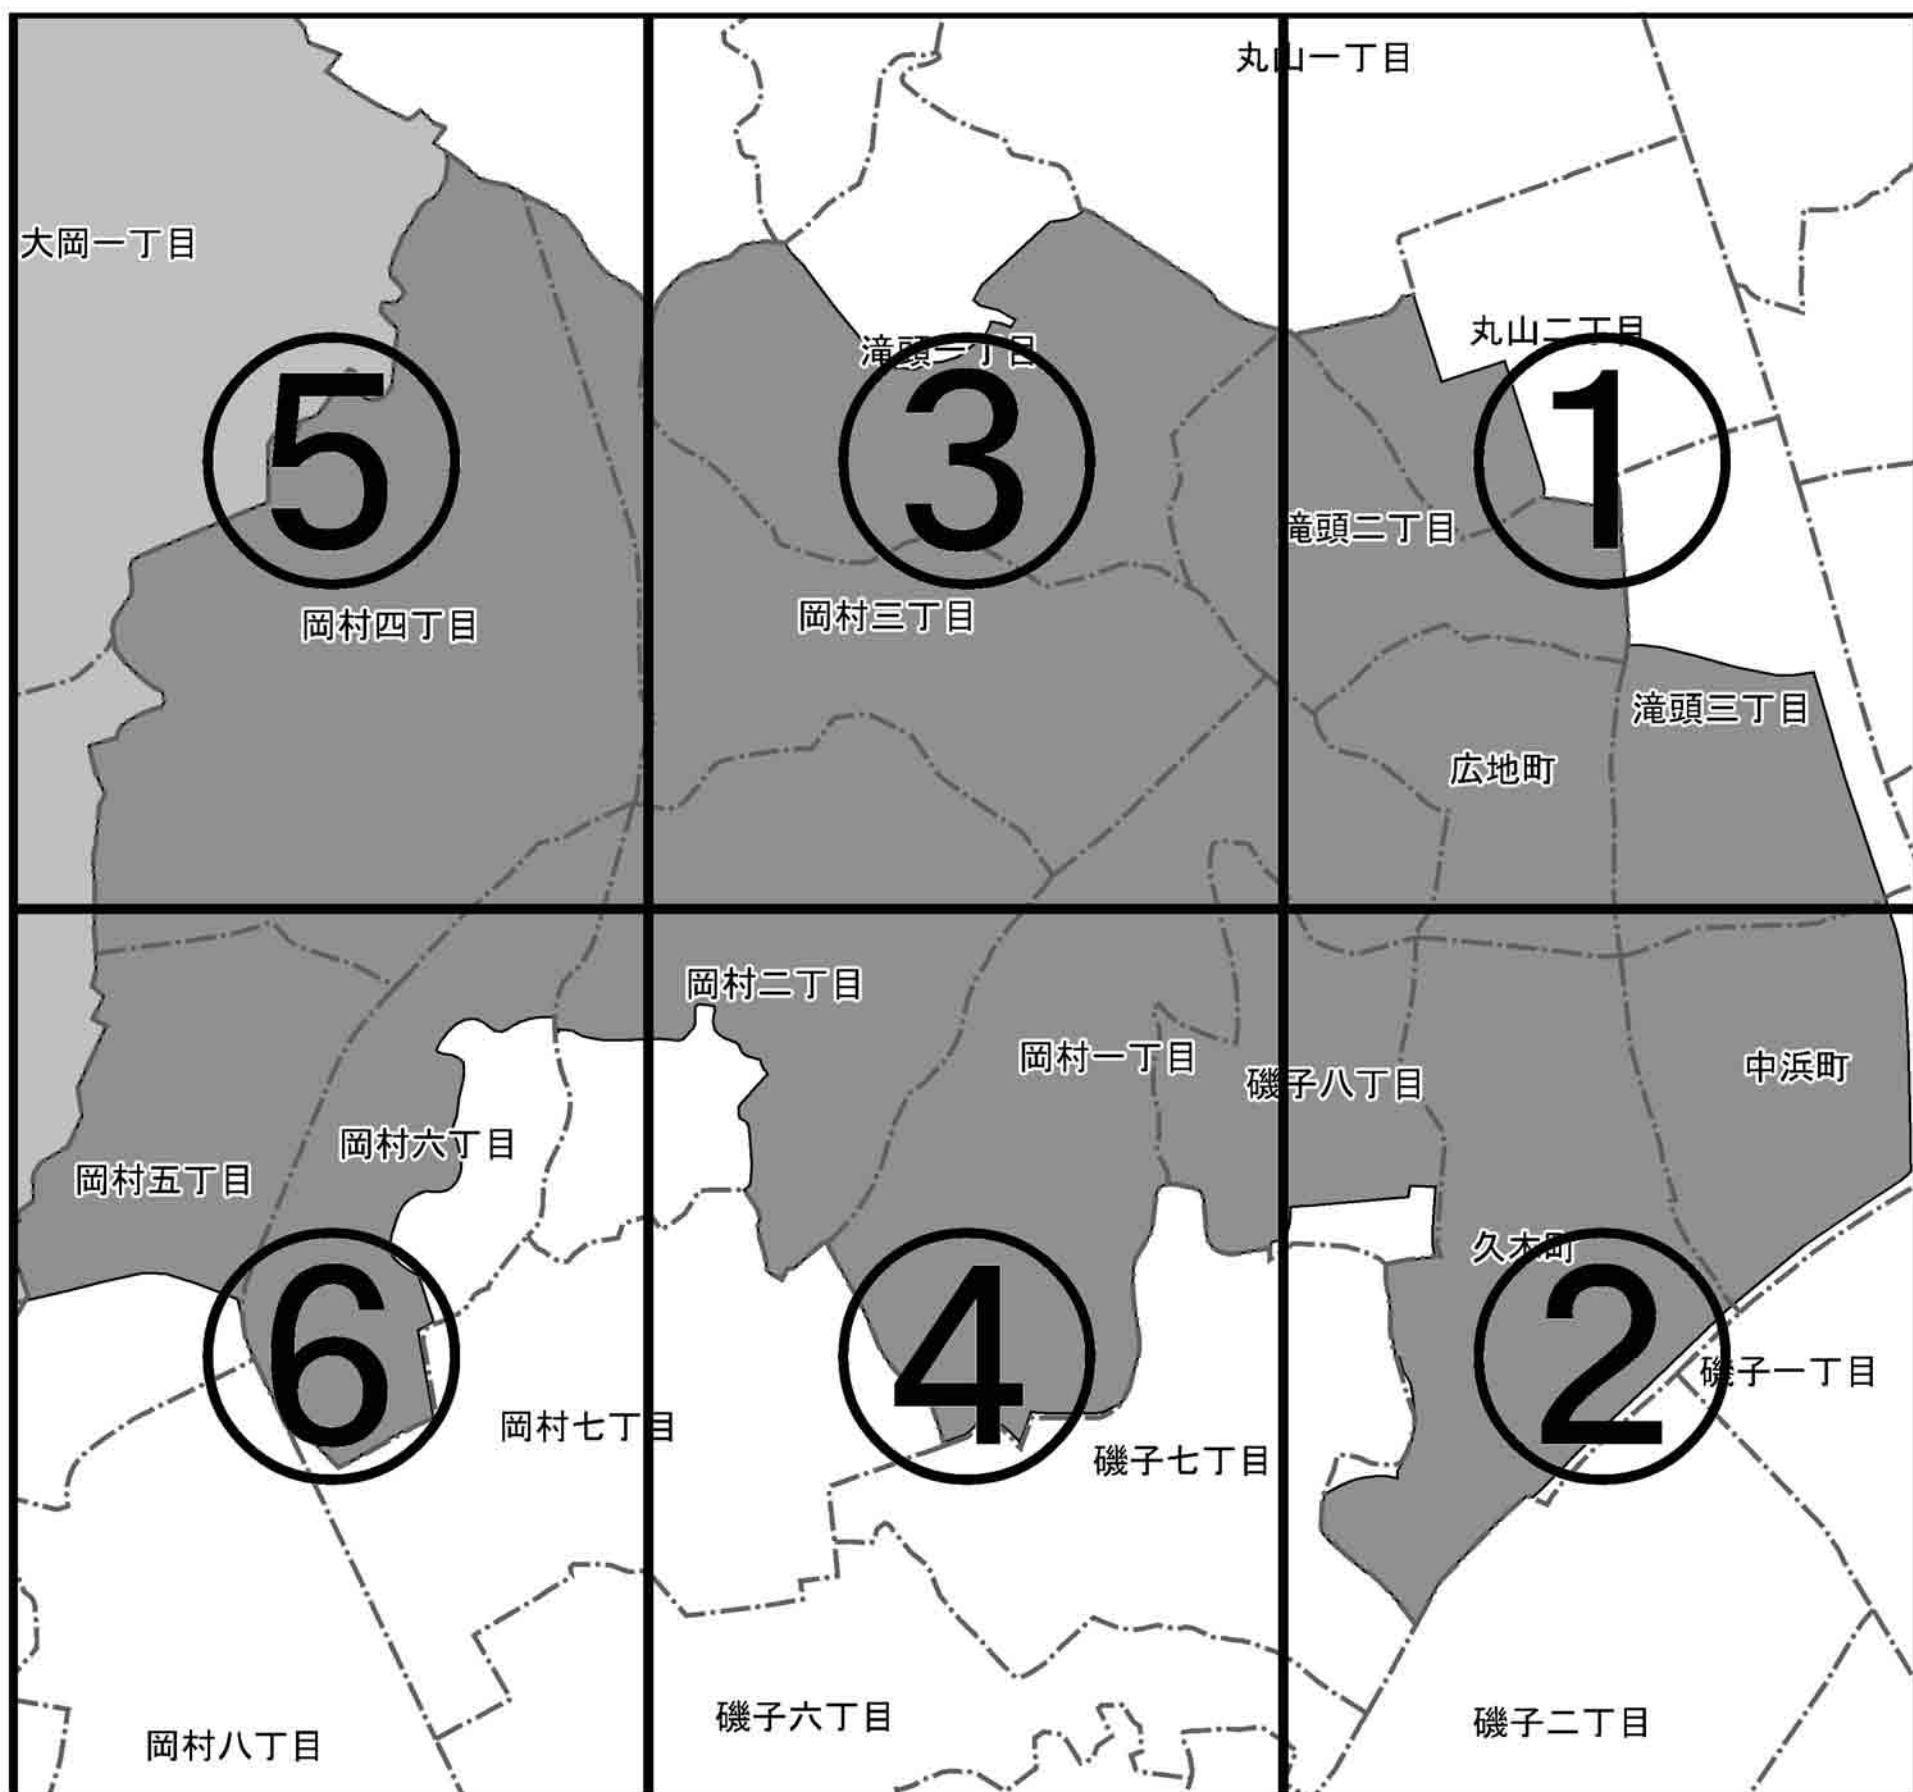 丸山一丁目
大岡一丁目
丸山二丁目
滝頭一丁目
⑤
③
①
滝頭二丁目
岡村四丁目
岡村三丁目
滝頭三丁目
広地町
岡村二丁目
岡村一丁目
磯子八丁目
中浜町
岡村六丁目
岡村五丁目
久木町
⑥
④
②
磯子一丁目
岡村七丁目
磯子七丁目
磯子六丁目
磯子二丁目
岡村八丁目